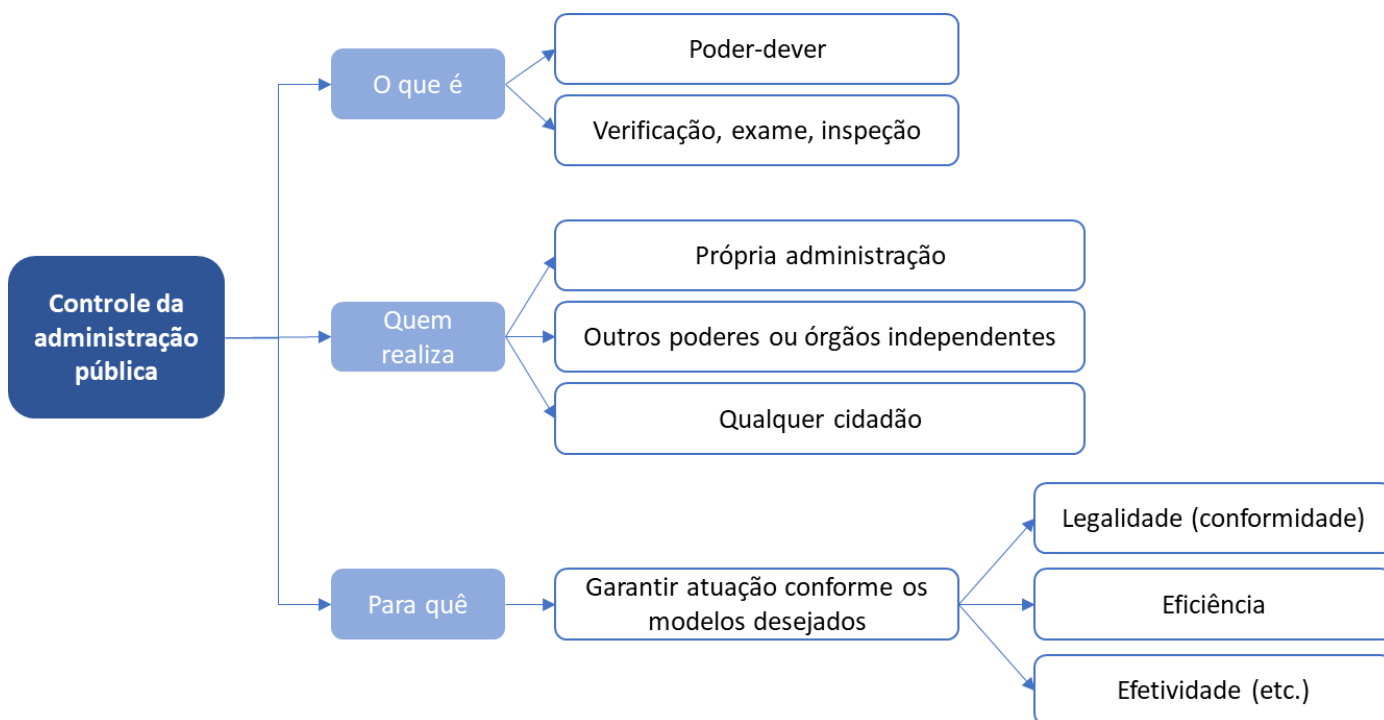 O que é
Poder-dever
Verificação, exame, inspeção
Controle da
administração
pública
Quem
realiza
Própria administração
Outros poderes ou órgãos independentes
Qualquer cidadão
Para quê
Garantir atuação conforme os
modelos desejados
Legalidade (conformidade)
Eficiência
Efetividade (etc.)